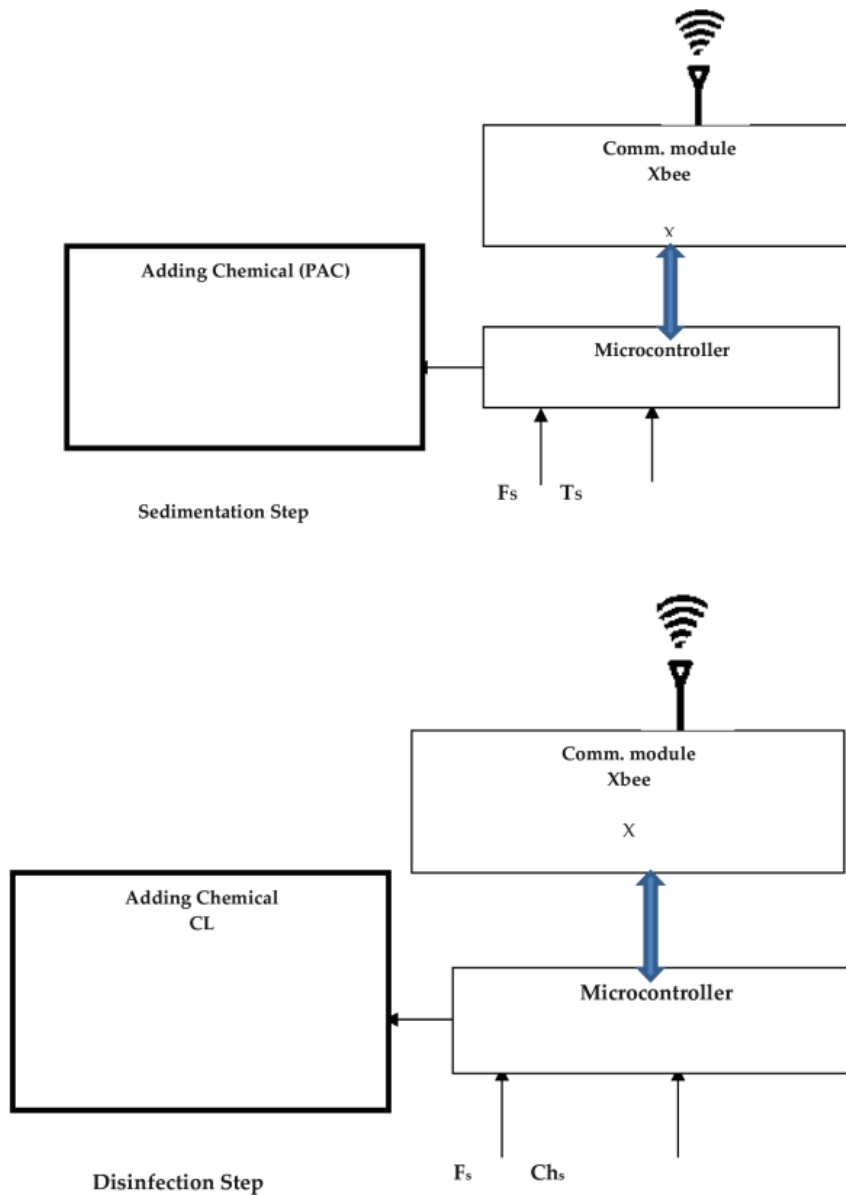 Comm. module
Xbee
X
Adding Chemical (PAC)
Microcontroller
Fs Ts
Sedimentation Step
Comm. module
Xbee
X
Adding Chemical
CL
Microcontroller
Fs Chs
Disinfection Step